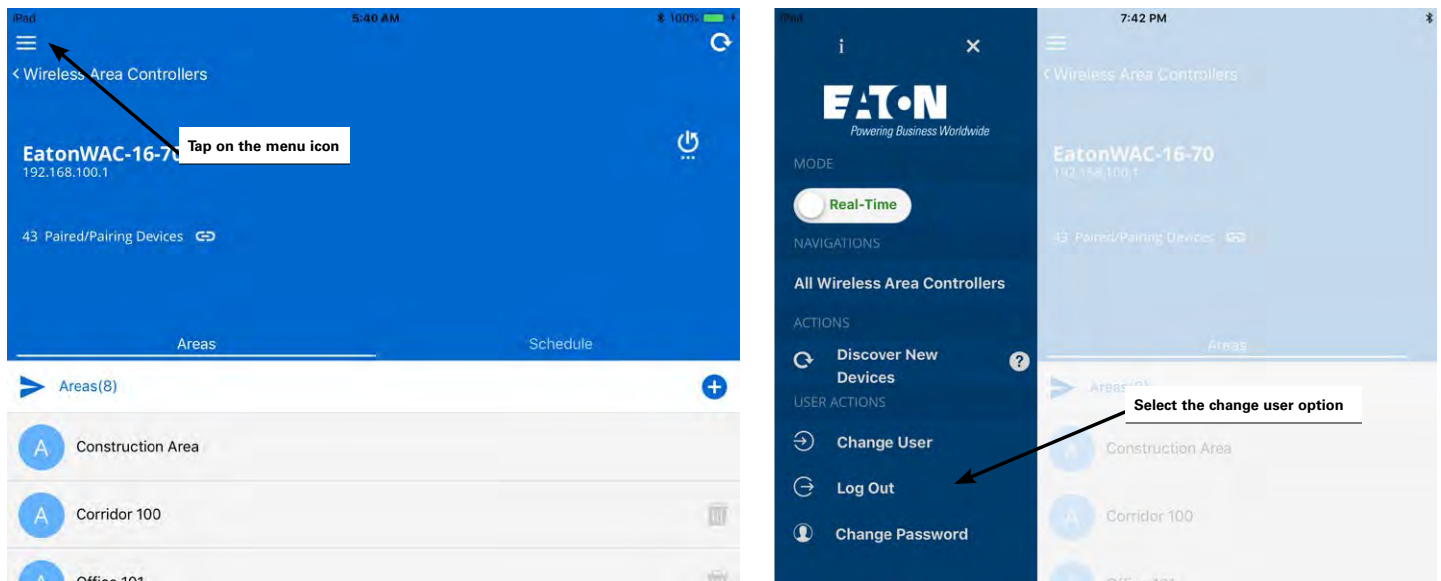 iPad 5:40 AM 100%
< Wireless Area Controllers
Tap on the menu icon
EatonWAC-16-70
192.168.100.1
43 Paired/Pairing Devices
Areas Schedule
Areas(8)
A Construction Area
A Corridor 100
A Office 101
iPad 7:42 PM
i
EATON
Powering Business Worldwide
MODE
Real-Time
NAVIGATIONS
All Wireless Area Controllers
ACTIONS
Discover New
Devices
?
USER ACTIONS
Change User
Log Out
Change Password
< Wireless Area Controllers
EatonWAC-16-70
192.168.100.1
43 Paired/Pairing Devices
Areas
Select the change user option
Construction Area
A Corridor 100